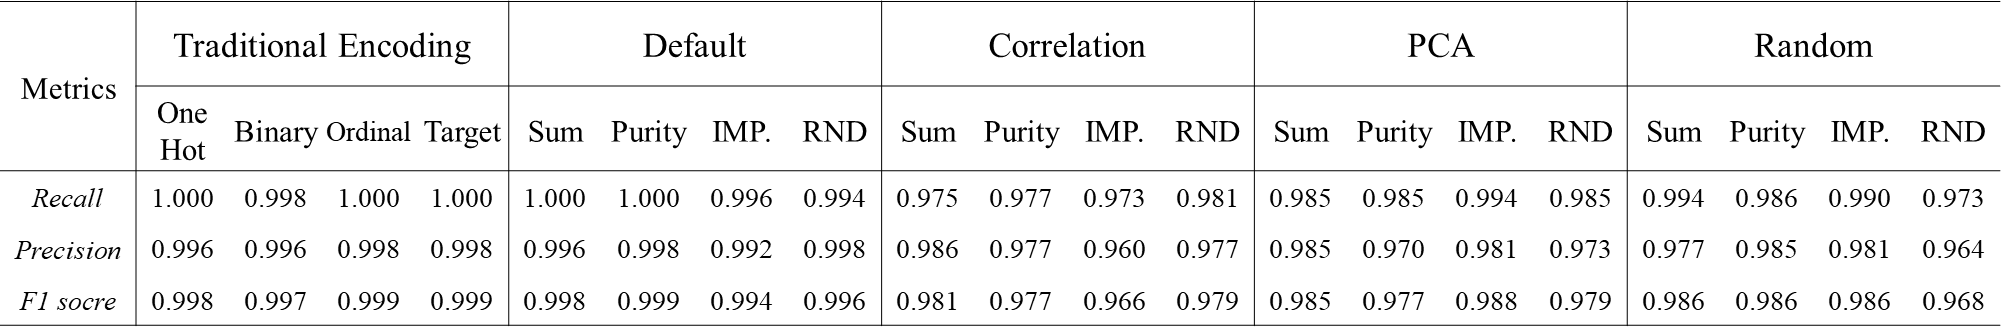 Metrics Traditional Encoding Default Correlation PCA Random
One Hot Binary Ordinal Target Sum Purity IMP. RND Sum Purity IMP. RND Sum Purity IMP. RND Sum Purity IMP. RND
Recall 1.000 0.998 1.000 1.000 1.000 1.000 0.996 0.994 0.975 0.977 0.973 0.981 0.985 0.985 0.994 0.985 0.994 0.986 0.990 0.973
Precision 0.996 0.996 0.998 0.998 0.996 0.998 0.992 0.998 0.986 0.977 0.960 0.977 0.985 0.970 0.981 0.973 0.977 0.985 0.981 0.964
F1 socre 0.998 0.997 0.999 0.999 0.998 0.999 0.994 0.996 0.981 0.977 0.966 0.979 0.985 0.977 0.988 0.979 0.986 0.986 0.986 0.968